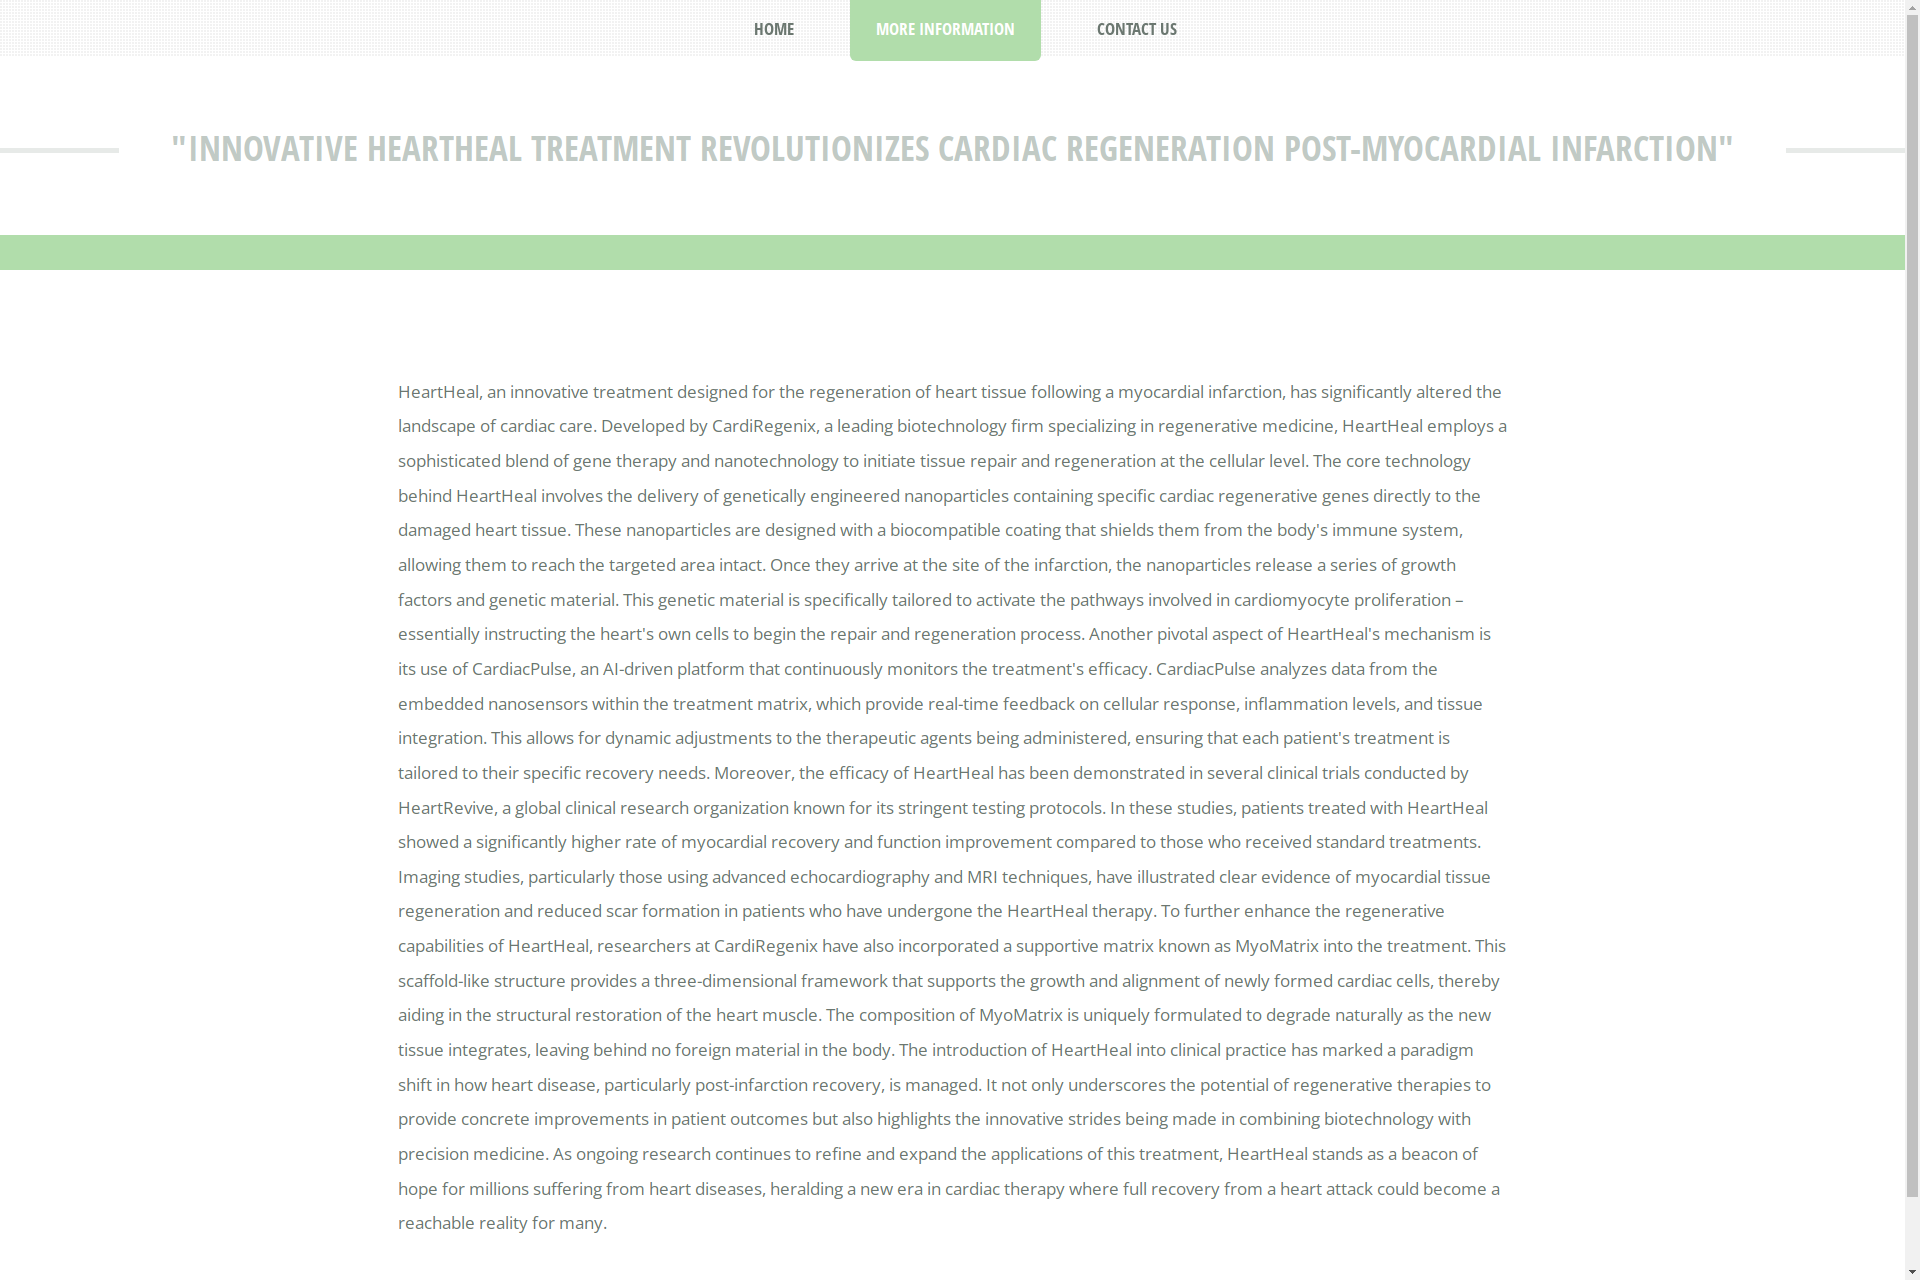 HOME
MORE INFORMATION
CONTACT US
"INNOVATIVE HEARTHEAL TREATMENT REVOLUTIONIZES CARDIAC REGENERATION POST-MYOCARDIAL INFARCTION"
HeartHeal, an innovative treatment designed for the regeneration of heart tissue following a myocardial infarction, has significantly altered the
landscape of cardiac care. Developed by CardiRegenix, a leading biotechnology firm specializing in regenerative medicine, HeartHeal employs a
sophisticated blend of gene therapy and nanotechnology to initiate tissue repair and regeneration at the cellular level. The core technology
behind HeartHeal involves the delivery of genetically engineered nanoparticles containing specific cardiac regenerative genes directly to the
damaged heart tissue. These nanoparticles are designed with a biocompatible coating that shields them from the body's immune system,
allowing them to reach the targeted area intact. Once they arrive at the site of the infarction, the nanoparticles release a series of growth
factors and genetic material. This genetic material is specifically tailored to activate the pathways involved in cardiomyocyte proliferation –
essentially instructing the heart's own cells to begin the repair and regeneration process. Another pivotal aspect of HeartHeal's mechanism is
its use of CardiacPulse, an AI-driven platform that continuously monitors the treatment's efficacy. CardiacPulse analyzes data from the
embedded nanosensors within the treatment matrix, which provide real-time feedback on cellular response, inflammation levels, and tissue
integration. This allows for dynamic adjustments to the therapeutic agents being administered, ensuring that each patient's treatment is
tailored to their specific recovery needs. Moreover, the efficacy of HeartHeal has been demonstrated in several clinical trials conducted by
HeartRevive, a global clinical research organization known for its stringent testing protocols. In these studies, patients treated with HeartHeal
showed a significantly higher rate of myocardial recovery and function improvement compared to those who received standard treatments.
Imaging studies, particularly those using advanced echocardiography and MRI techniques, have illustrated clear evidence of myocardial tissue
regeneration and reduced scar formation in patients who have undergone the HeartHeal therapy. To further enhance the regenerative
capabilities of HeartHeal, researchers at CardiRegenix have also incorporated a supportive matrix known as MyoMatrix into the treatment. This
scaffold-like structure provides a three-dimensional framework that supports the growth and alignment of newly formed cardiac cells, thereby
aiding in the structural restoration of the heart muscle. The composition of MyoMatrix is uniquely formulated to degrade naturally as the new
tissue integrates, leaving behind no foreign material in the body. The introduction of HeartHeal into clinical practice has marked a paradigm
shift in how heart disease, particularly post-infarction recovery, is managed. It not only underscores the potential of regenerative therapies to
provide concrete improvements in patient outcomes but also highlights the innovative strides being made in combining biotechnology with
precision medicine. As ongoing research continues to refine and expand the applications of this treatment, HeartHeal stands as a beacon of
hope for millions suffering from heart diseases, heralding a new era in cardiac therapy where full recovery from a heart attack could become a
reachable reality for many.